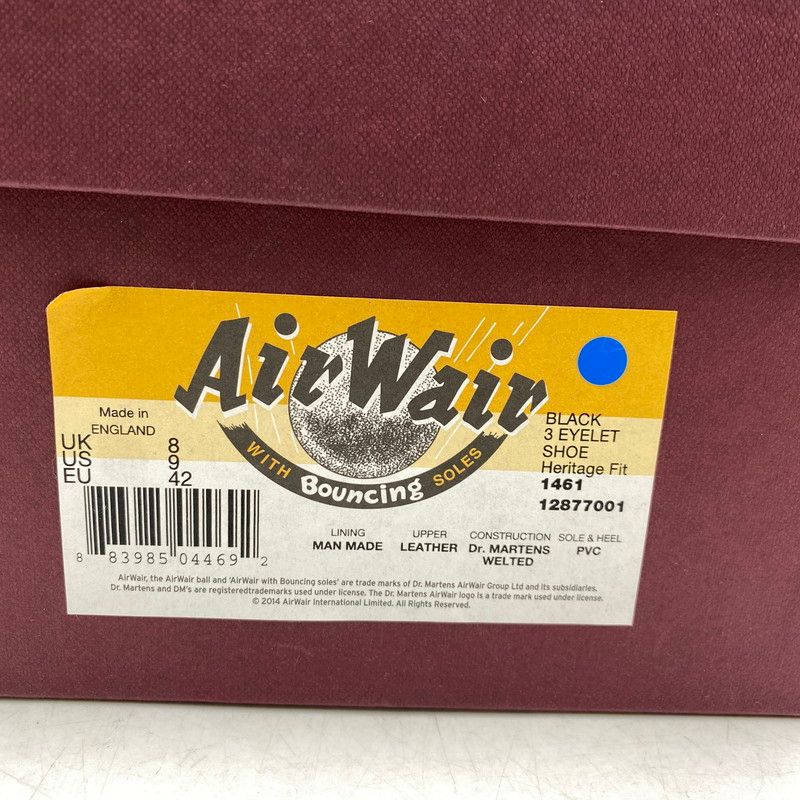 AirWair
WITH Bouncing SOLES
Made in
ENGLAND
UK 8
US 9
EU 42
8 83985 04469 2
BLACK
3 EYELET
SHOE
Heritage Fit
1461
12877001
LINING
MAN MADE
UPPER
LEATHER
CONSTRUCTION
Dr. MARTENS
WELTED
SOLE & HEEL
PVC
AirWair, the AirWair ball and 'AirWair with Bouncing soles' are trade marks of Dr. Martens AirWair Group Ltd and its subsidiaries.
Dr. Martens and DM's are registeredtrademarks used under license. The Dr. Martens AirWair logo is a trade mark used under license.
© 2014 AirWair International Limited. All Rights Reserved.